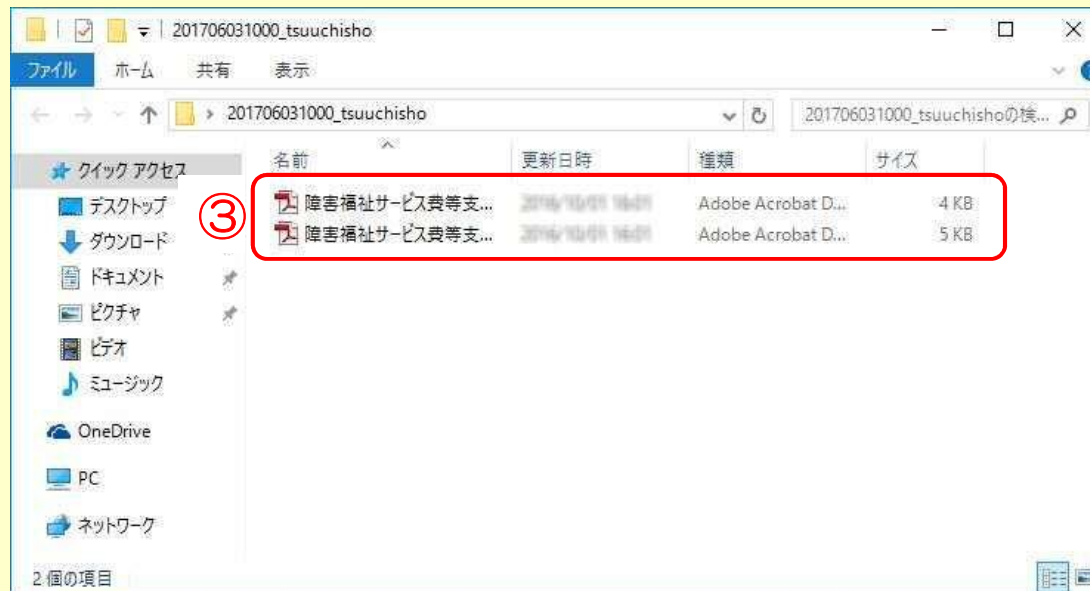 201706031000_tsuuchisho
ファイル ホーム 共有 表示
201706031000_tsuuchisho 201706031000_tsuuchishoの検...
名前 更新日時 種類 サイズ
クイック アクセス
デスクトップ
③
障害福祉サービス費等支... Adobe Acrobat D... 4 KB
障害福祉サービス費等支... Adobe Acrobat D... 5 KB
ダウンロード
ドキュメント
ピクチャ
ビデオ
ミュージック
OneDrive
PC
ネットワーク
2 個の項目